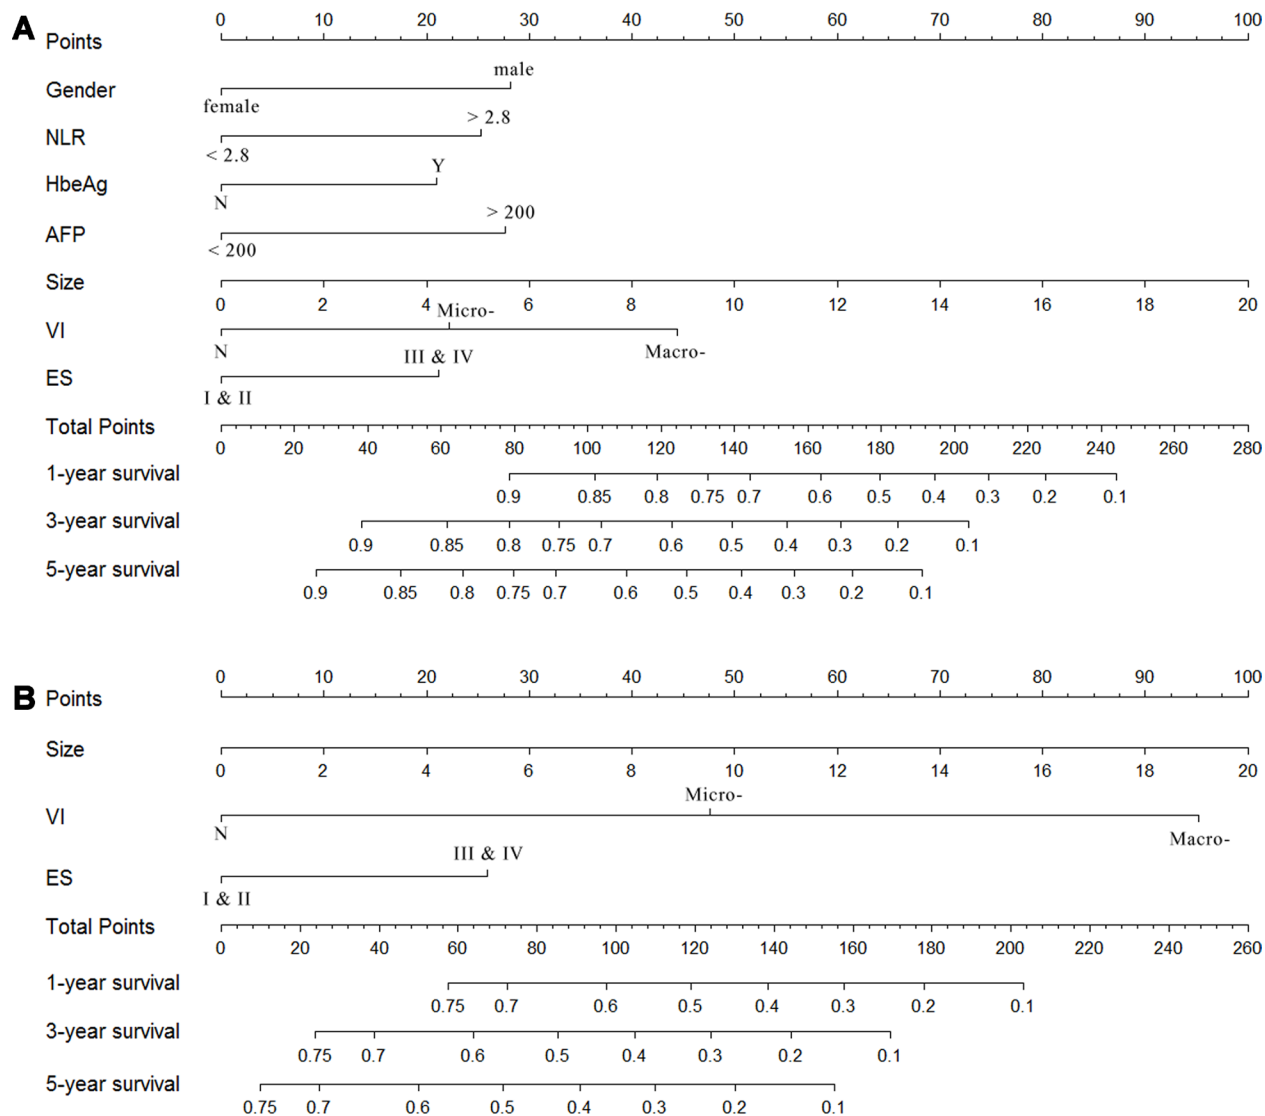 A
0 10 20 30 40 50 60 70 80 90 100
Points
male
Gender
female
> 2.8
NLR
< 2.8
Y
HbeAg
N
> 200
AFP
< 200
Size
0 2 4 6 8 10 12 14 16 18 20
Micro-
VI
N Macro-
III & IV
ES
I & II
Total Points
0 20 40 60 80 100 120 140 160 180 200 220 240 260 280
1-year survival
0.9 0.85 0.8 0.75 0.7 0.6 0.5 0.4 0.3 0.2 0.1
3-year survival
0.9 0.85 0.8 0.75 0.7 0.6 0.5 0.4 0.3 0.2 0.1
5-year survival
0.9 0.85 0.8 0.75 0.7 0.6 0.5 0.4 0.3 0.2 0.1
B
0 10 20 30 40 50 60 70 80 90 100
Points
Size
0 2 4 6 8 10 12 14 16 18 20
Micro-
VI
N Macro-
III & IV
ES
I & II
Total Points
0 20 40 60 80 100 120 140 160 180 200 220 240 260
1-year survival
0.75 0.7 0.6 0.5 0.4 0.3 0.2 0.1
3-year survival
0.75 0.7 0.6 0.5 0.4 0.3 0.2 0.1
5-year survival
0.75 0.7 0.6 0.5 0.4 0.3 0.2 0.1